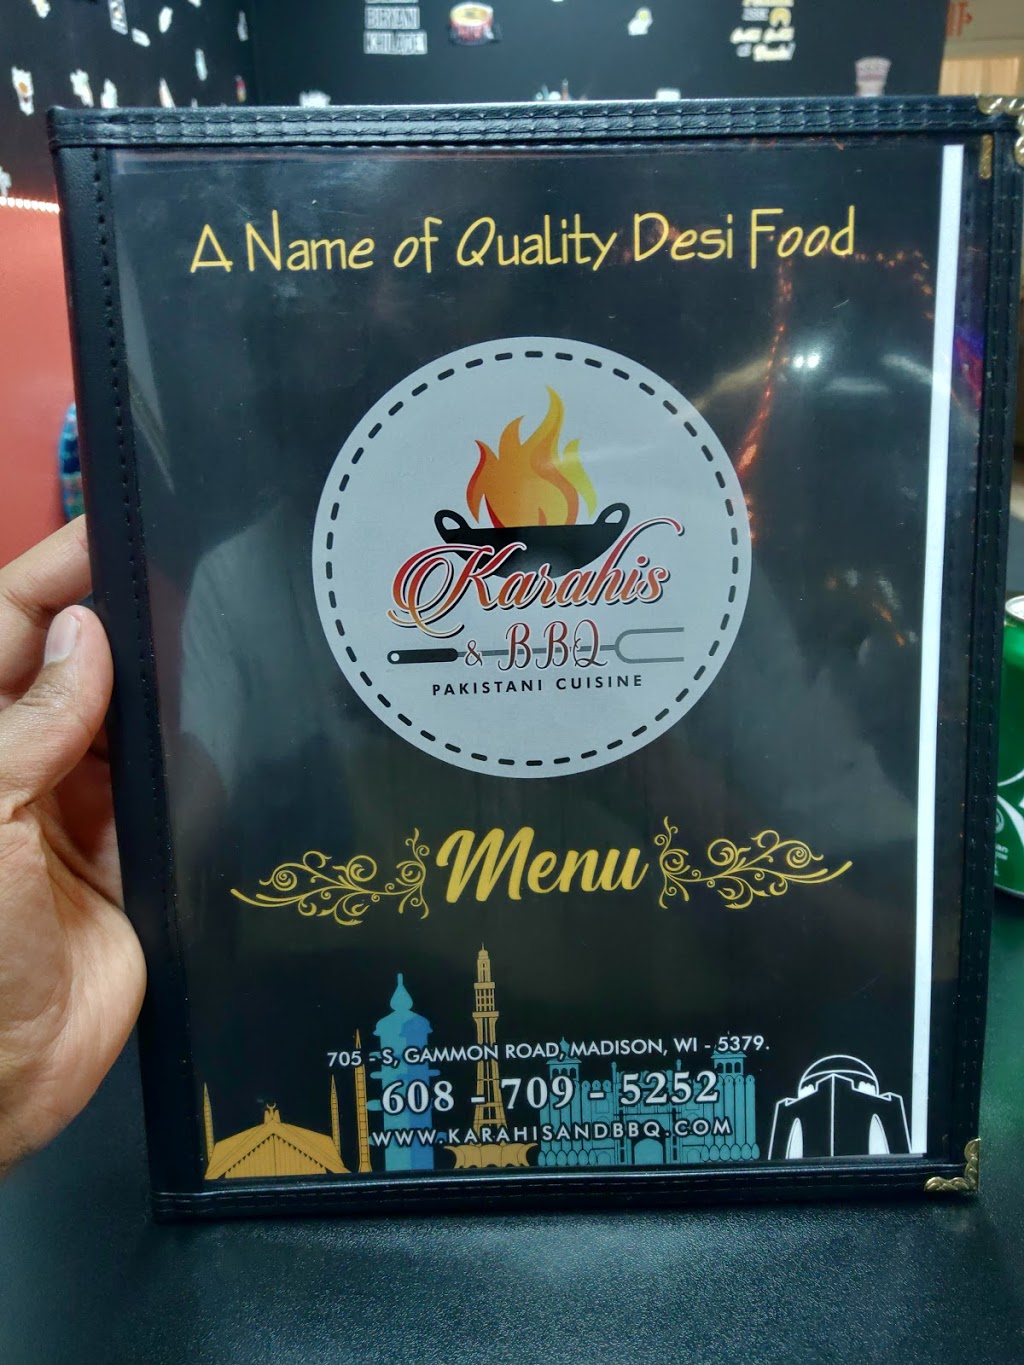 A Name of Quality Desi Food
Karahis
& BBQ
PAKISTANI CUISINE
Menu
705 - S, GAMMON ROAD, MADISON, WI - 5379.
608 - 709 - 5252
WWW.KARAHISANDBBQ.COM